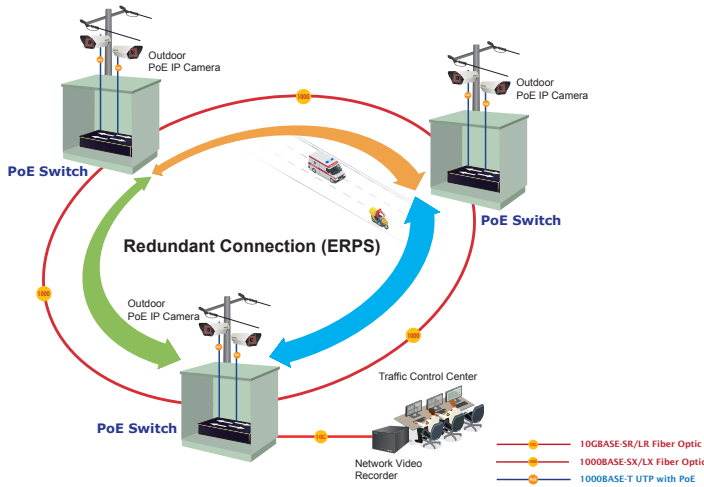 Outdoor
PoE IP Camera
Outdoor
PoE IP Camera
1000
PoE Switch
PoE Switch
Redundant Connection (ERPS)
1000
Outdoor
PoE IP Camera
1000
Traffic Control Center
PoE Switch
10G
Network Video
Recorder
10GBASE-SR/LR Fiber Optic
1000BASE-SX/LX Fiber Optic
1000BASE-T UTP with PoE